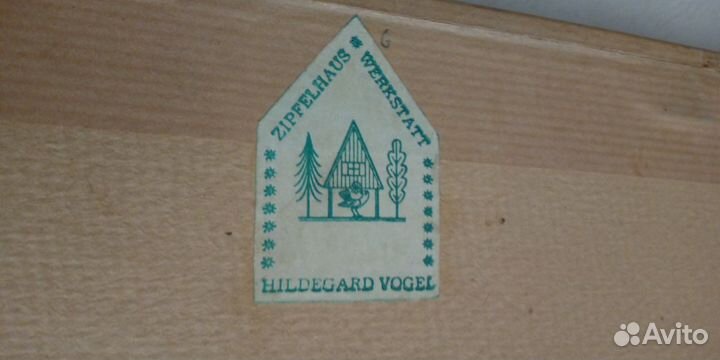 G
ZIPFELHAUS * WERKSTATT
HILDEGARD VOGEL
Avito